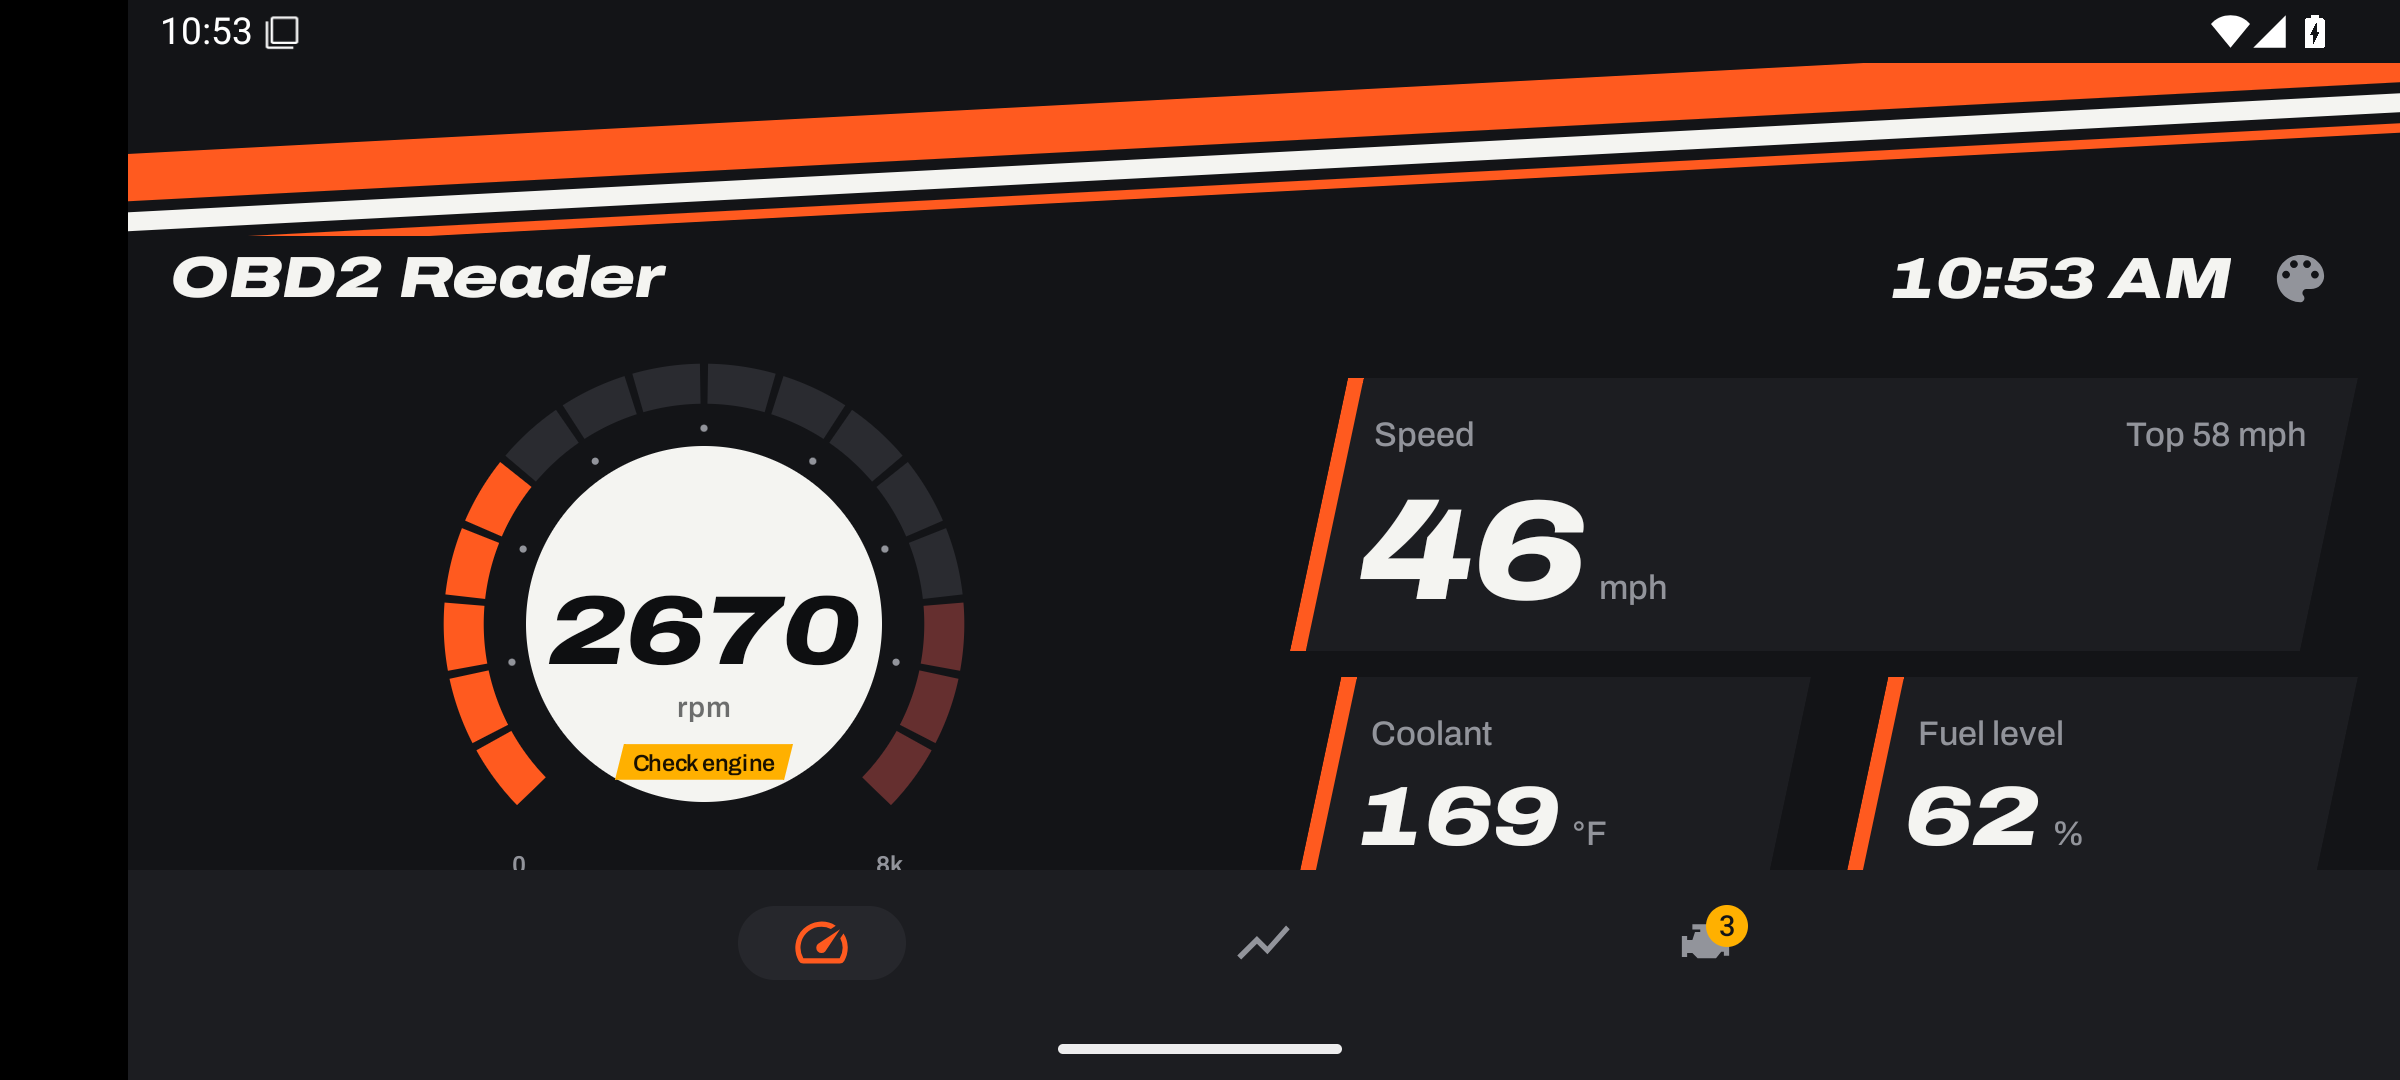 10:53
OBD2 Reader
10:53 AM
Speed
Top 58 mph
46 mph
2670
rpm
Check engine
Coolant
Fuel level
169 °F
62 %
0
8k
3